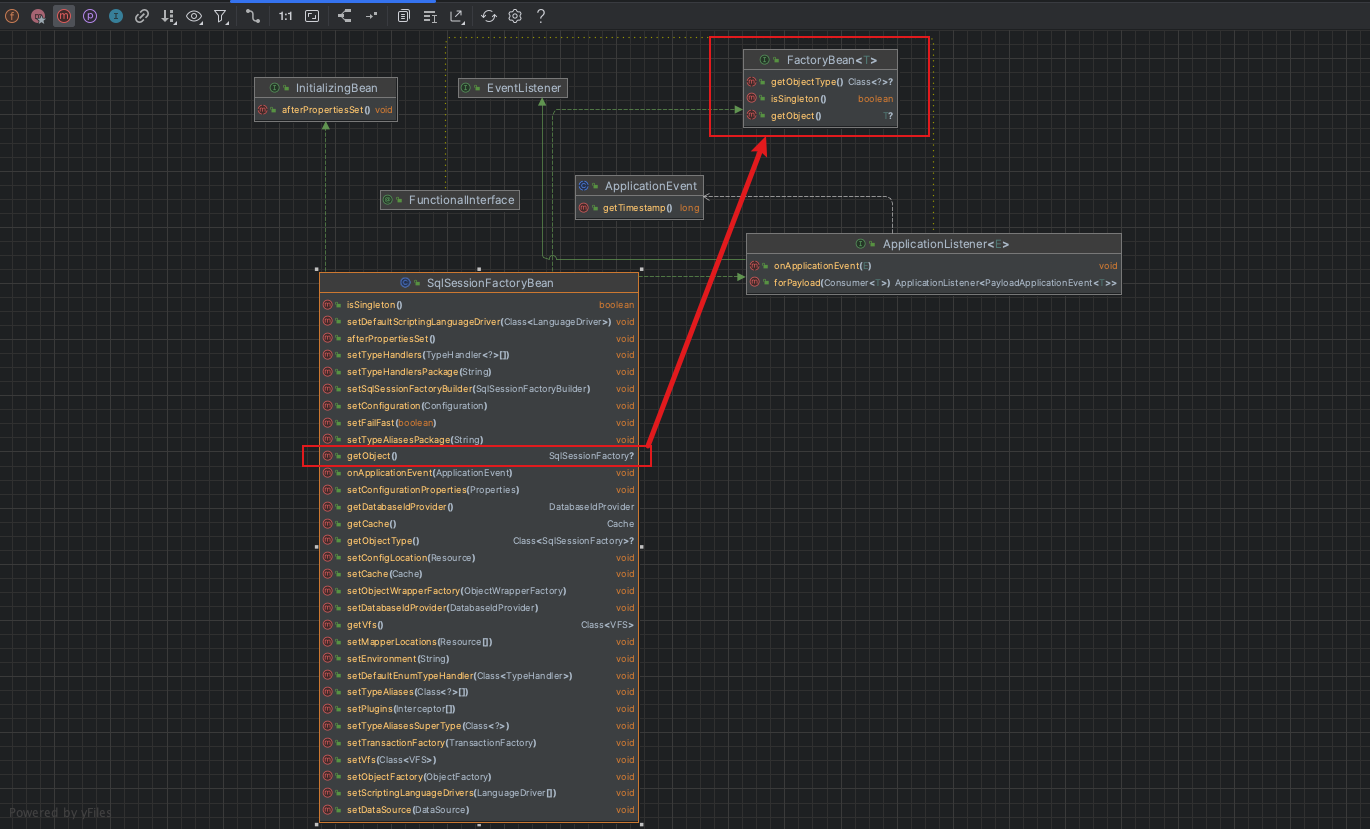 1:1
?
FactoryBean<T>
getObjectType() Class<?>?
isSingleton() boolean
getObject() T?
InitializingBean
afterPropertiesSet() void
EventListener
ApplicationEvent
getTimestamp() long
FunctionalInterface
ApplicationListener<E>
onApplicationEvent(E) void
forPayload(Consumer<T>) ApplicationListener<PayloadApplicationEvent<T>>
SqlSessionFactoryBean
isSingleton() boolean
setDefaultScriptingLanguageDriver(Class<LanguageDriver>) void
afterPropertiesSet() void
setTypeHandlers(TypeHandler<?>[]) void
setTypeHandlersPackage(String) void
setSqlSessionFactoryBuilder(SqlSessionFactoryBuilder) void
setConfiguration(Configuration) void
setFailFast(boolean) void
setTypeAliasesPackage(String) void
getObject() SqlSessionFactory?
onApplicationEvent(ApplicationEvent) void
setConfigurationProperties(Properties) void
getDatabaseIdProvider() DatabaseIdProvider
getCache() Cache
getObjectType() Class<SqlSessionFactory>?
setConfigLocation(Resource) void
setCache(Cache) void
setObjectWrapperFactory(ObjectWrapperFactory) void
setDatabaseIdProvider(DatabaseIdProvider) void
getVfs() Class<VFS>
setMapperLocations(Resource[]) void
setEnvironment(String) void
setDefaultEnumTypeHandler(Class<TypeHandler>) void
setTypeAliases(Class<?>[]) void
setPlugins(Interceptor[]) void
setTypeAliasesSuperType(Class<?>) void
setTransactionFactory(TransactionFactory) void
setVfs(Class<VFS>) void
setObjectFactory(ObjectFactory) void
setScriptingLanguageDrivers(LanguageDriver[]) void
setDataSource(DataSource) void
Powered by yFiles